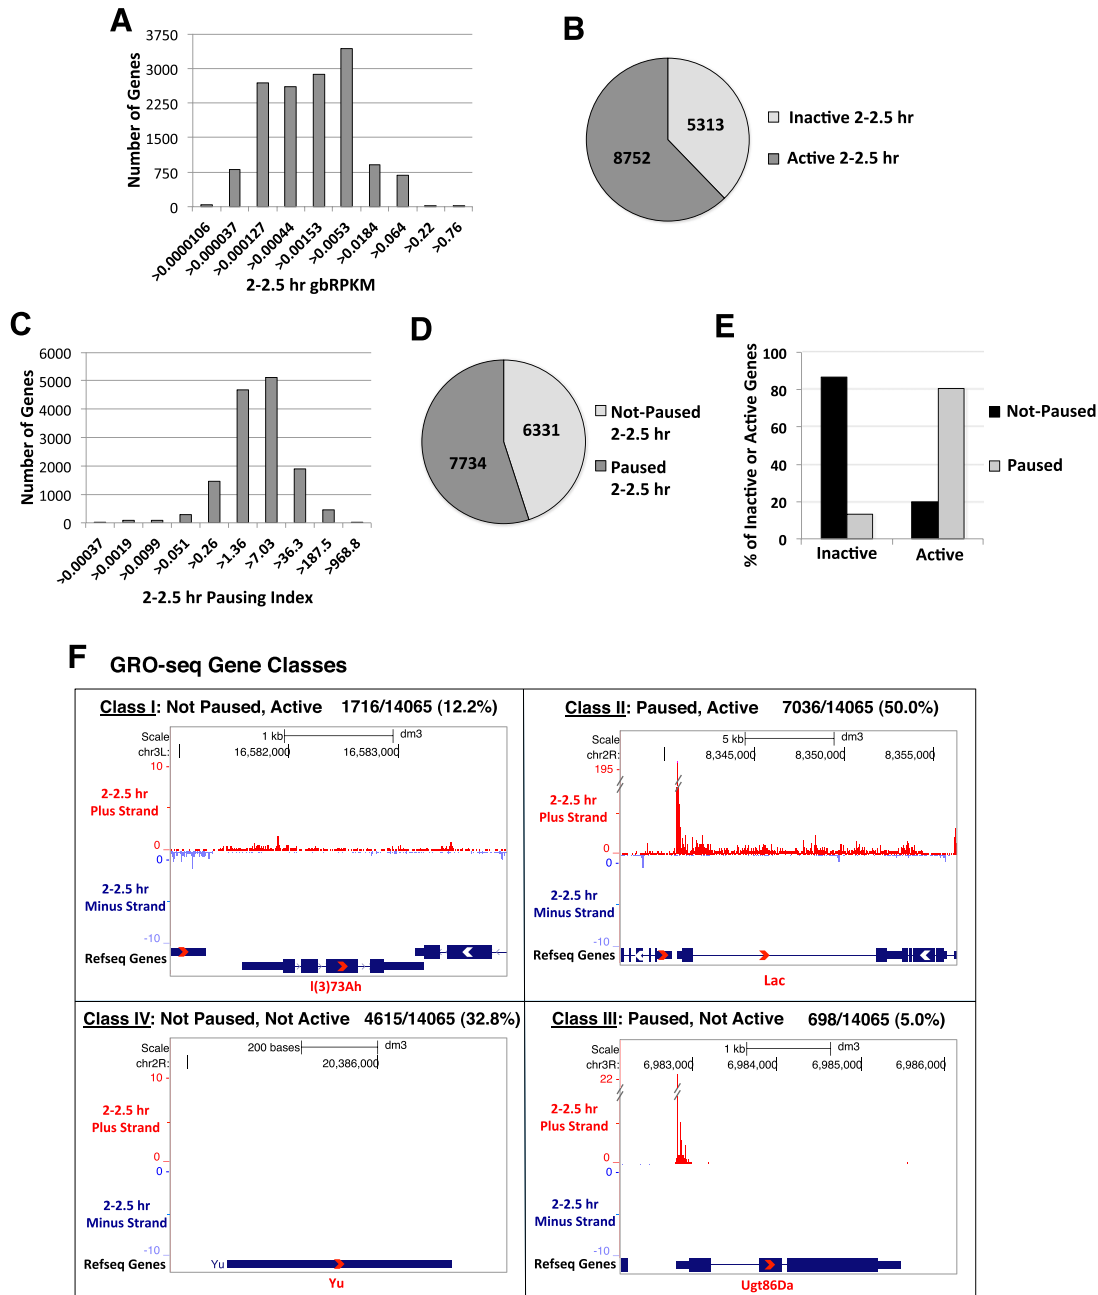 A
Number of Genes
3750
3000
2250
1500
750
0
>0.0000106
>0.000037
>0.000127
>0.00044
>0.00153
>0.0053
>0.0184
>0.064
>0.22
>0.76
2-2.5 hr gbRPKM
B
5313
8752
Inactive 2-2.5 hr
Active 2-2.5 hr
C
Number of Genes
6000
5000
4000
3000
2000
1000
0
>0.00037
>0.0019
>0.0099
>0.051
>0.26
>1.36
>7.03
>36.3
>187.5
>968.8
2-2.5 hr Pausing Index
D
6331
7734
Not-Paused
2-2.5 hr
Paused
2-2.5 hr
E
% of Inactive or Active Genes
100
80
60
40
20
0
Inactive
Active
Not-Paused
Paused
F
GRO-seq Gene Classes
Class I: Not Paused, Active 1716/14065 (12.2%)
Scale
1 kb
dm3
chr3L:
16,582,000
16,583,000
10
2-2.5 hr
Plus Strand
0
0
2-2.5 hr
Minus Strand
-10
Refseq Genes
l(3)73Ah
Class II: Paused, Active 7036/14065 (50.0%)
Scale
5 kb
dm3
chr2R:
8,345,000
8,350,000
8,355,000
195
2-2.5 hr
Plus Strand
0
0
2-2.5 hr
Minus Strand
-10
Refseq Genes
Lac
Class IV: Not Paused, Not Active 4615/14065 (32.8%)
Scale
200 bases
dm3
chr2R:
20,386,000
10
2-2.5 hr
Plus Strand
0
0
2-2.5 hr
Minus Strand
-10
Refseq Genes
Yu
Yu
Class III: Paused, Not Active 698/14065 (5.0%)
Scale
1 kb
dm3
chr3R:
6,983,000
6,984,000
6,985,000
6,986,000
22
2-2.5 hr
Plus Strand
0
0
2-2.5 hr
Minus Strand
-10
Refseq Genes
Ugt86Da